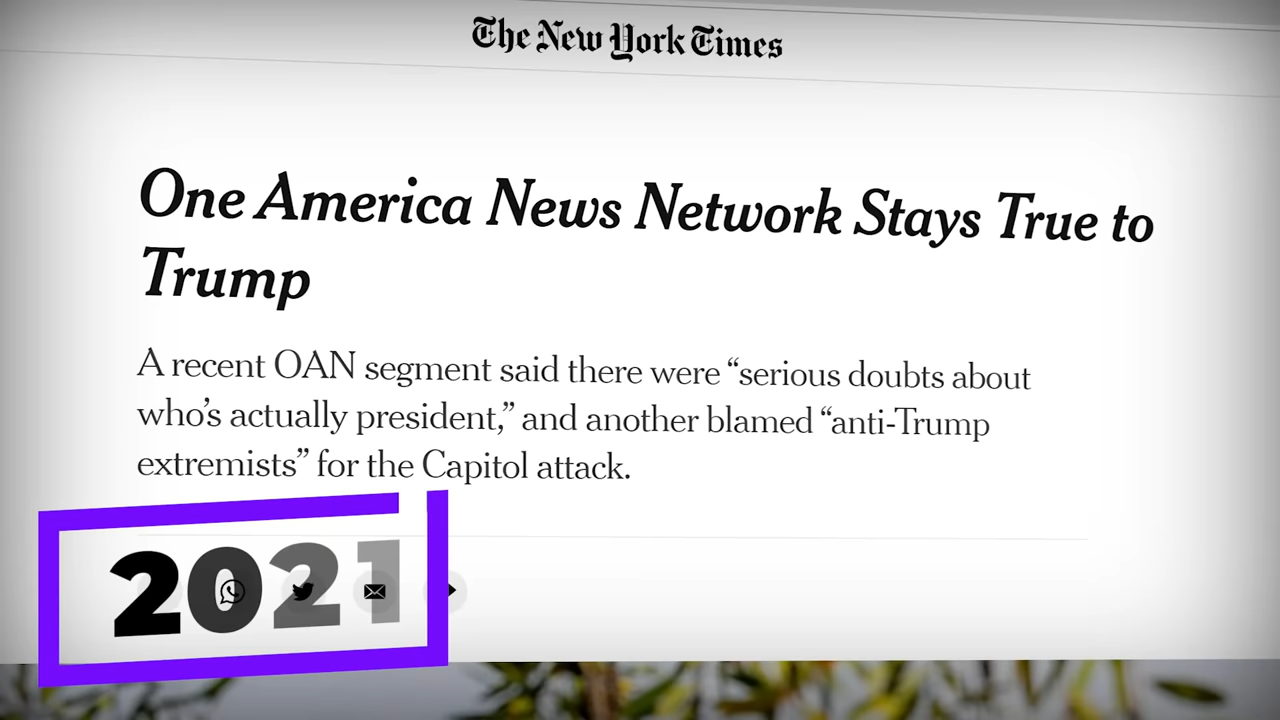 The New York Times
One America News Network Stays True to
Trump
A recent OAN segment said there were “serious doubts about
who’s actually president,” and another blamed “anti-Trump
extremists” for the Capitol attack.
2021